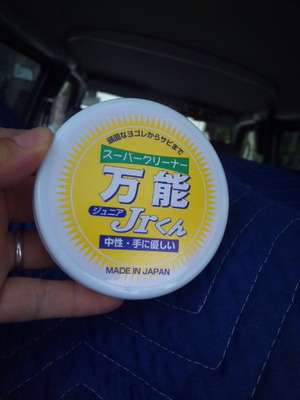 頑固なヨゴレからサビまで
スーパークリーナー
万能
ジュニア
Jrくん
中性・手に優しい
MADE IN JAPAN